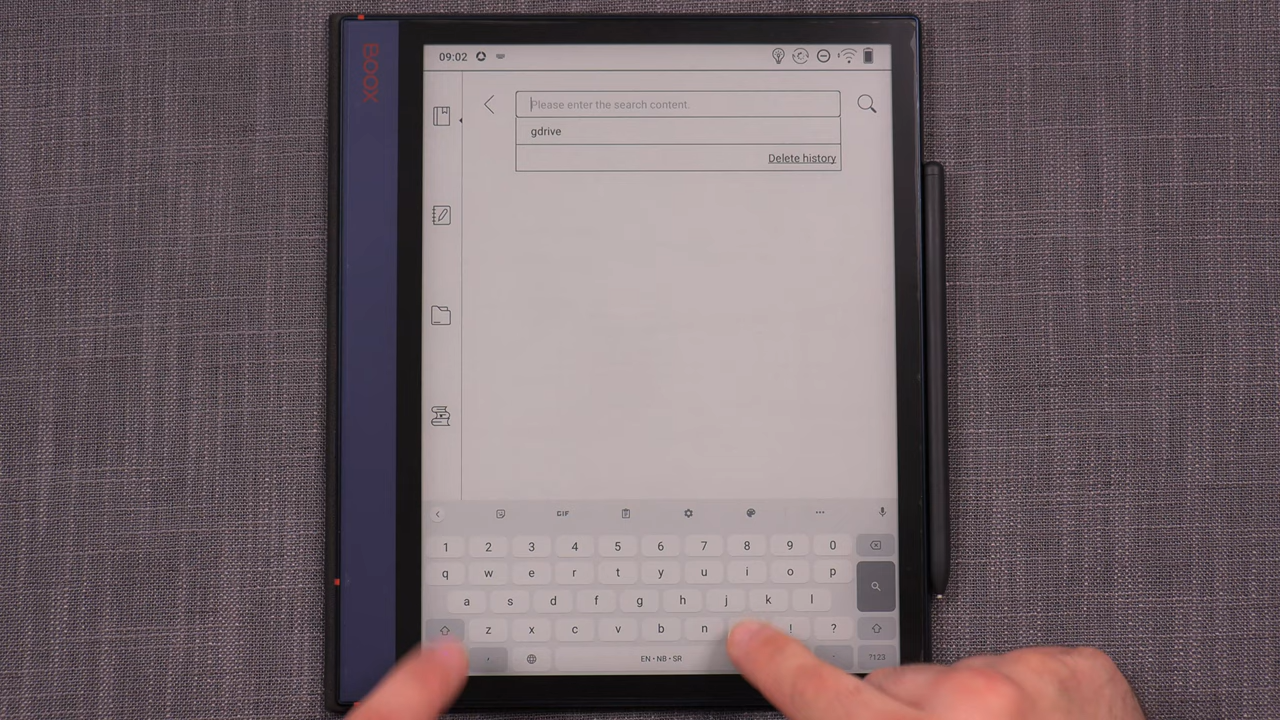 BOOX
09:02
Please enter the search content.
gdrive
Delete history
GIF
1 2 3 4 5 6 7 8 9 0
q w e r t y u i o p
a s d f g h j k l
z x c v b n ! ?
, EN • NB • SR . ?123